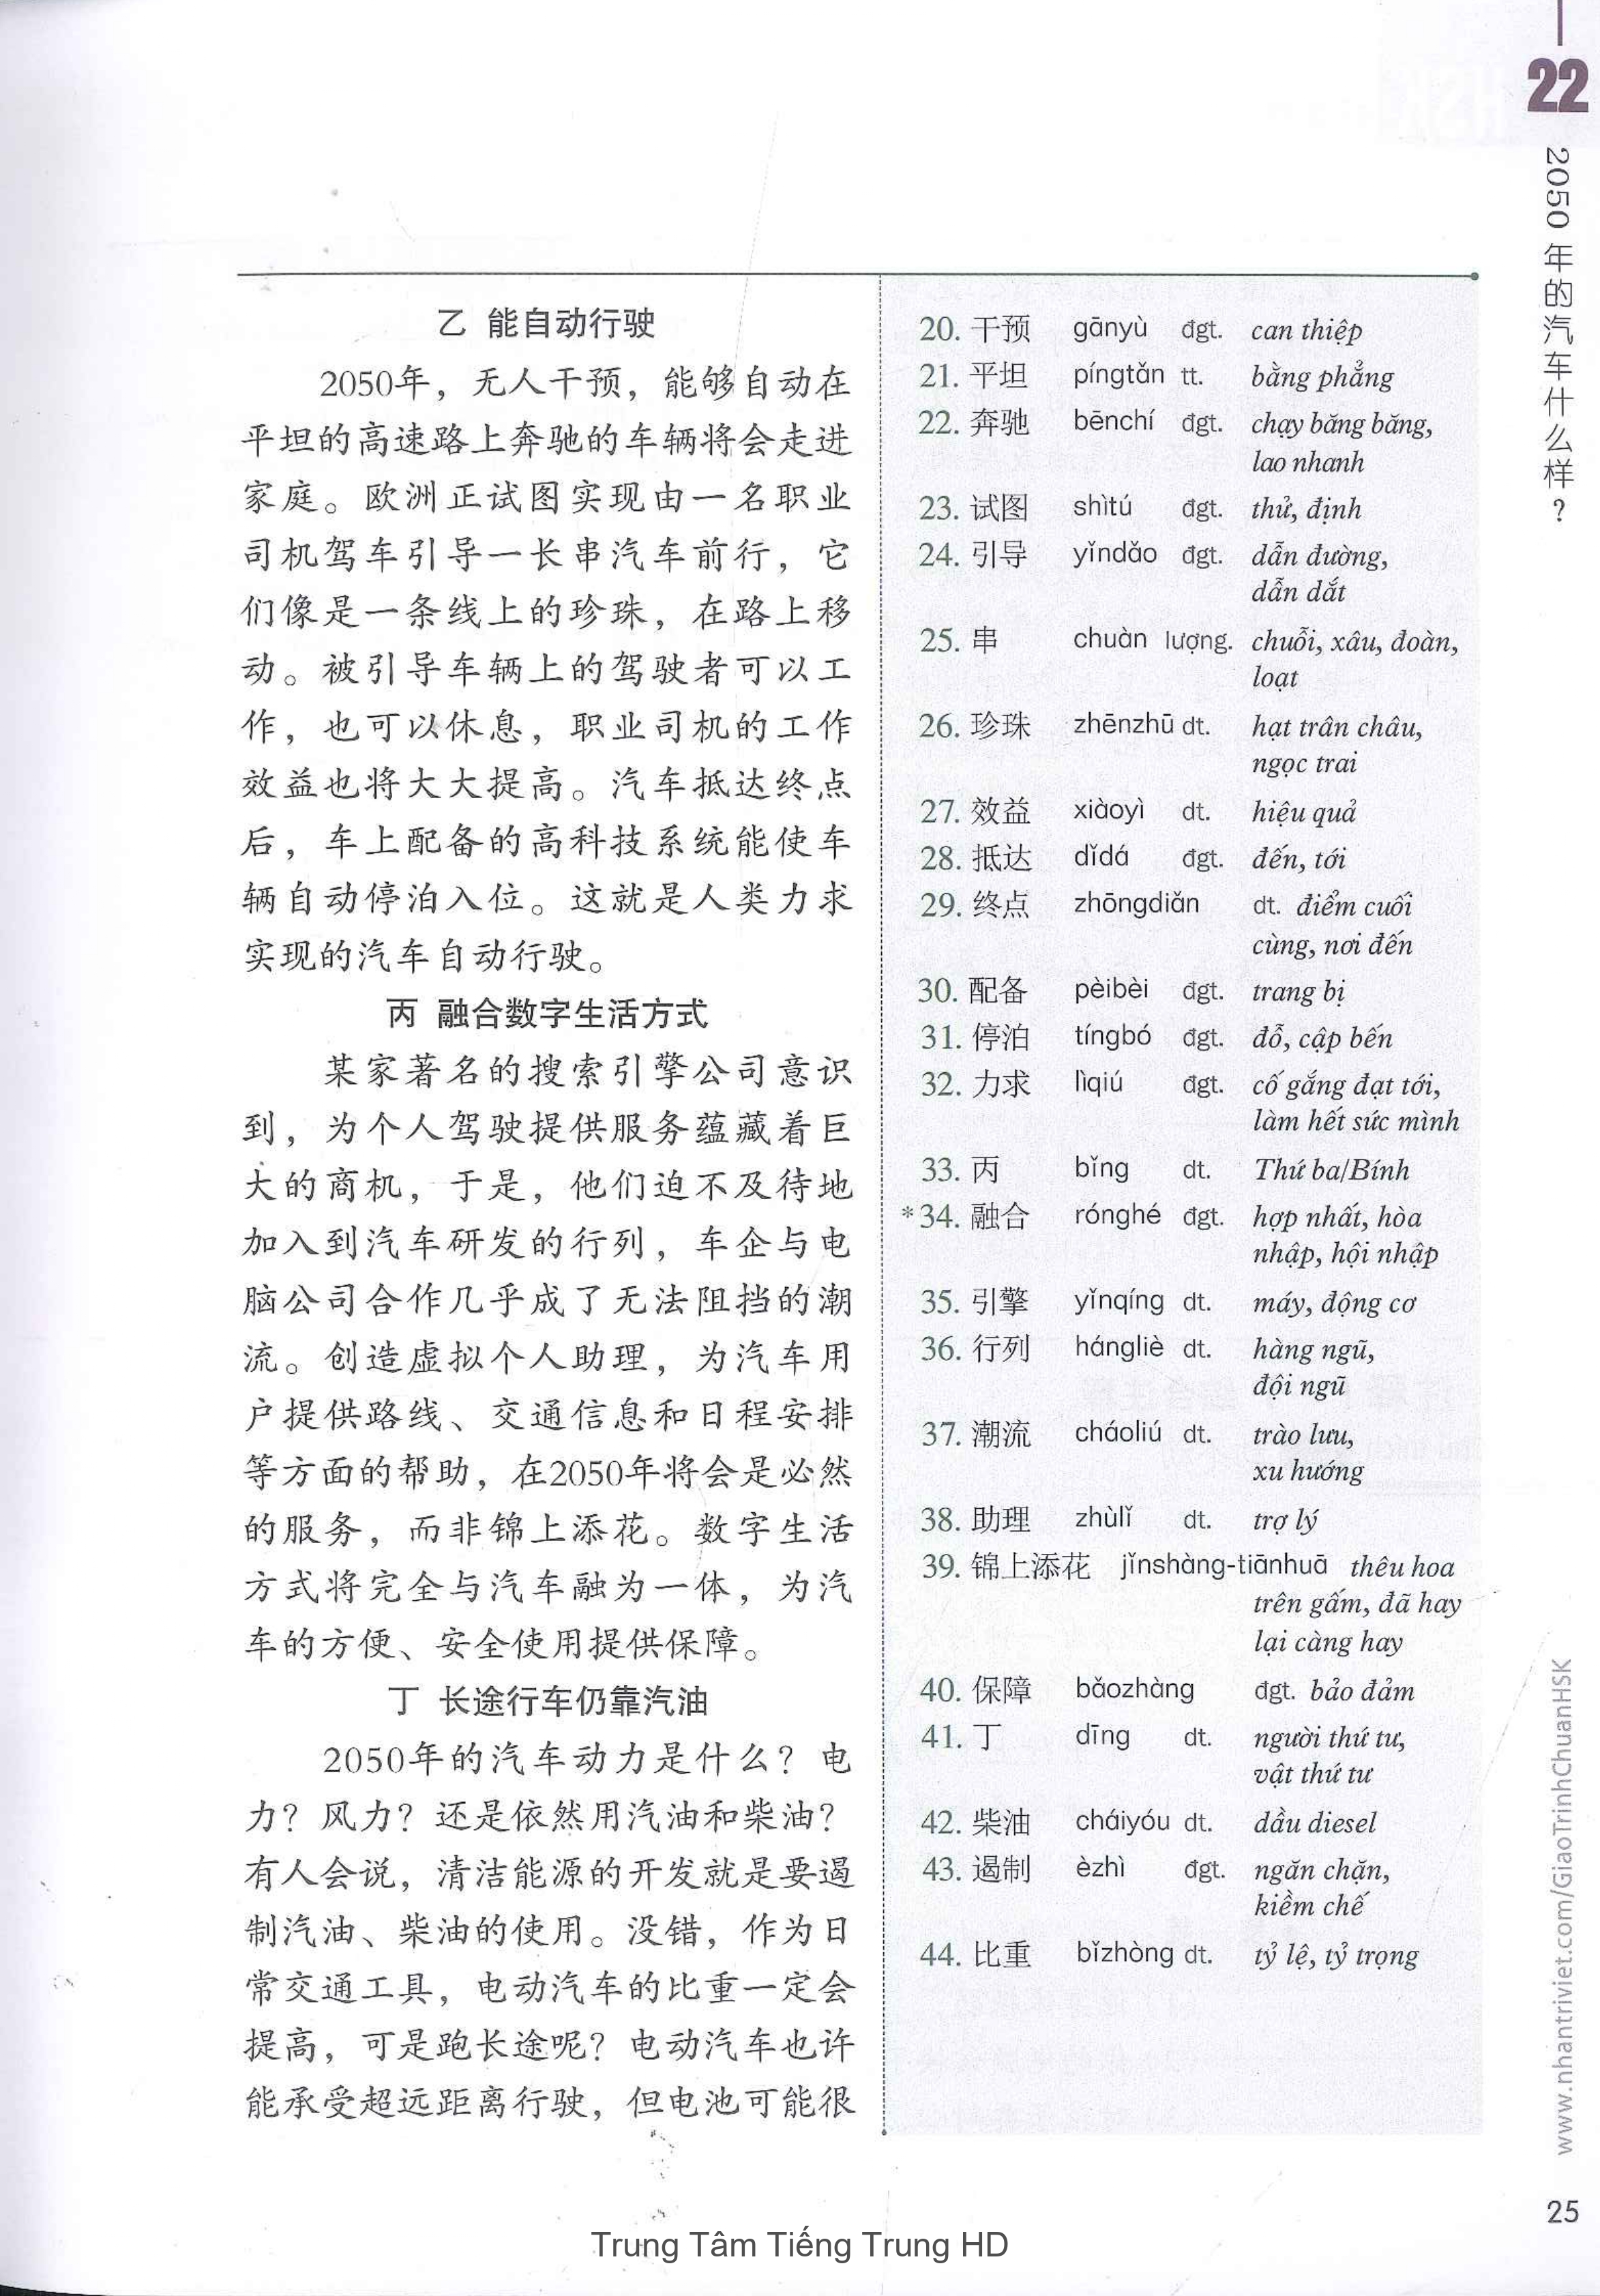 22
2050年的汽车什么样？
乙 能自动行驶
2050年，无人干预，能够自动在
平坦的高速路上奔驰的车辆将会走进
家庭。欧洲正试图实现由一名职业
司机驾车引导一长串汽车前行，它
们像是一条线上的珍珠，在路上移
动。被引导车辆上的驾驶者可以工
作，也可以休息，职业司机的工作
效益也将大大提高。汽车抵达终点
后，车上配备的高科技系统能使车
辆自动停泊入位。这就是人类力求
实现的汽车自动行驶。
丙 融合数字生活方式
某家著名的搜索引擎公司意识
到，为个人驾驶提供服务蕴藏着巨
大的商机，于是，他们迫不及待地
加入到汽车研发的行列，车企与电
脑公司合作几乎成了无法阻挡的潮
流。创造虚拟个人助理，为汽车用
户提供路线、交通信息和日程安排
等方面的帮助，在2050年将会是必然
的服务，而非锦上添花。数字生活
方式将完全与汽车融为一体，为汽
车的方便、安全使用提供保障。
丁 长途行车仍靠汽油
2050年的汽车动力是什么？电
力？风力？还是依然用汽油和柴油？
有人会说，清洁能源的开发就是要遏
制汽油、柴油的使用。没错，作为日
常交通工具，电动汽车的比重一定会
提高，可是跑长途呢？电动汽车也许
能承受超远距离行驶，但电池可能很
20. 干预 gānyù đgt. can thiệp
21. 平坦 píngtǎn tt. bằng phẳng
22. 奔驰 bēnchí đgt. chạy băng băng,
lao nhanh
23. 试图 shìtú đgt. thử, định
24. 引导 yǐndǎo đgt. dẫn đường,
dẫn dắt
25. 串 chuàn lượng. chuỗi, xâu, đoàn,
loạt
26. 珍珠 zhēnzhū dt. hạt trân châu,
ngọc trai
27. 效益 xiàoyì dt. hiệu quả
28. 抵达 dǐdá đgt. đến, tới
29. 终点 zhōngdiǎn dt. điểm cuối
cùng, nơi đến
30. 配备 pèibèi đgt. trang bị
31. 停泊 tíngbó đgt. đỗ, cập bến
32. 力求 lìqiú đgt. cố gắng đạt tới,
làm hết sức mình
33. 丙 bǐng dt. Thứ ba/Bính
*34. 融合 rónghé đgt. hợp nhất, hòa
nhập, hội nhập
35. 引擎 yǐnqíng dt. máy, động cơ
36. 行列 hángliè dt. hàng ngũ,
đội ngũ
37. 潮流 cháoliú dt. trào lưu,
xu hướng
38. 助理 zhùlǐ dt. trợ lý
39. 锦上添花 jǐnshàng-tiānhuā thêu hoa
trên gấm, đã hay
lại càng hay
40. 保障 bǎozhàng đgt. bảo đảm
41. 丁 dīng dt. người thứ tư,
vật thứ tư
42. 柴油 cháiyóu dt. dầu diesel
43. 遏制 èzhì đgt. ngăn chặn,
kiềm chế
44. 比重 bǐzhòng dt. tỷ lệ, tỷ trọng
www.nhantriviet.com/GiaoTrinhChuanHSK
25
Trung Tâm Tiếng Trung HD